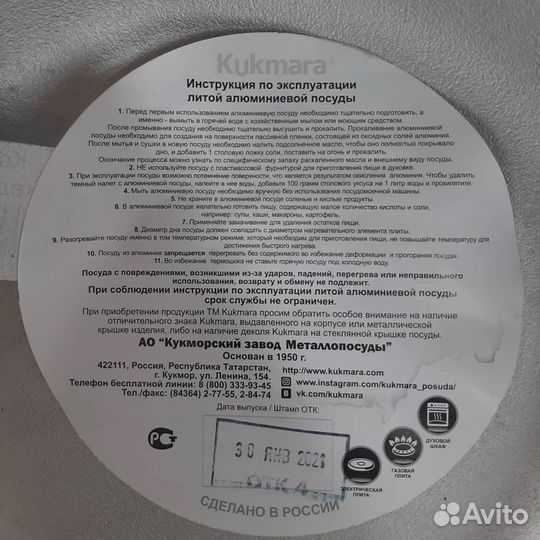 Kukmara®
Инструкция по эксплуатации
литой алюминиевой посуды
1. Перед первым использованием алюминиевую посуду необходимо тщательно подготовить, а
именно - вымыть в горячей воде с хозяйственным мылом или моющим средством.
После промывания посуду необходимо тщательно высушить и прокалить. Прокаливание алюминиевой
посуды необходимо для создания на поверхности пассивной пленки, состоящей из оксидных солей алюминия.
После мытья и сушки в новую посуду необходимо налить подсолнечное масло, чтобы оно полностью покрывало
дно, и добавить 1 столовую ложку соли, поставить на огонь и прокалить.
Окончание процесса можно узнать по специфическому запаху раскаленного масла и внешнему виду посуды.
2. НЕ используйте посуду с пластмассовой фурнитурой для приготовления пищи в духовке.
3. При эксплуатации посуды возможно потемнение поверхности, что является результатом окисления алюминия. Чтобы удалить
темный налет с алюминиевой посуды, налейте в нее воды, добавьте 100 грамм столового уксуса на 1 литр воды и прокипятите.
4. Мыть алюминиевую посуду необходимо вручную без использования посудомоечной машины.
5. Не храните в алюминиевой посуде соленые и кислые продукты.
6. В алюминиевой посуде желательно готовить пищу, содержащую малое количество кислоты и соли,
например: супы, каши, макароны, картофель.
7. Применяйте замачивание для удаления остатков пищи.
8. Диаметр дна посуды должен совпадать с диаметром нагревательного элемента плиты.
9. Разогревайте посуду именно в том температурном режиме, который необходим для приготовления пищи, не повышайте температуру для
достижения быстрого нагрева.
10. Посуду из алюминия запрещается перегревать без содержимого во избежание деформации и прогорания посуды.
11. Во избежание термошока не ставьте горячую посуду под холодную воду.
Посуда с повреждениями, возникшими из-за ударов, падений, перегрева или неправильного
использования, возврату и обмену не подлежит.
При соблюдении инструкции по эксплуатации литой алюминиевой посуды
срок службы не ограничен.
При приобретении продукции ТМ Kukmara просим обратить особое внимание на наличие
отличительного знака Kukmara, выдавленного на корпусе или металлической
крышке изделия, либо на наличие деколя Kukmara на стеклянной крышке посуды.
АО "Кукморский завод Металлопосуды"
Основан в 1950 г.
422111, Россия, Республика Татарстан,
г. Кукмор, ул. Ленина, 154.
Телефон бесплатной линии: 8 (800) 333-93-45
Тел./факс: (84364) 2-77-55, 2-84-74
http://www.kukmara.com
www.instagram.com/kukmara_posuda/
vk.com/kukmara
Дата выпуска / Штамп ОТК:
30 ЯНВ 2021
ОТК 4
РСТ
ДУХОВОЙ
ШКАФ
ГАЗОВАЯ
ПЛИТА
ЭЛЕКТРИЧЕСКАЯ
ПЛИТА
СДЕЛАНО В РОССИИ
Avito